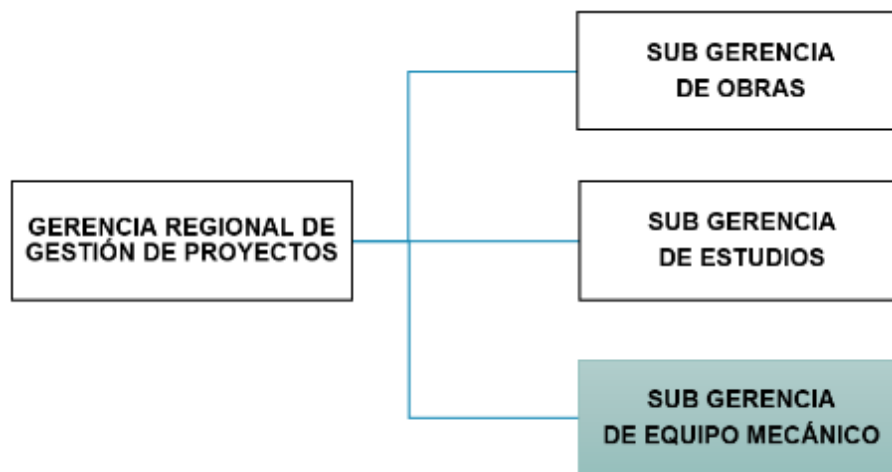 SUB GERENCIA
DE OBRAS
GERENCIA REGIONAL DE
GESTIÓN DE PROYECTOS
SUB GERENCIA
DE ESTUDIOS
SUB GERENCIA
DE EQUIPO MECÁNICO